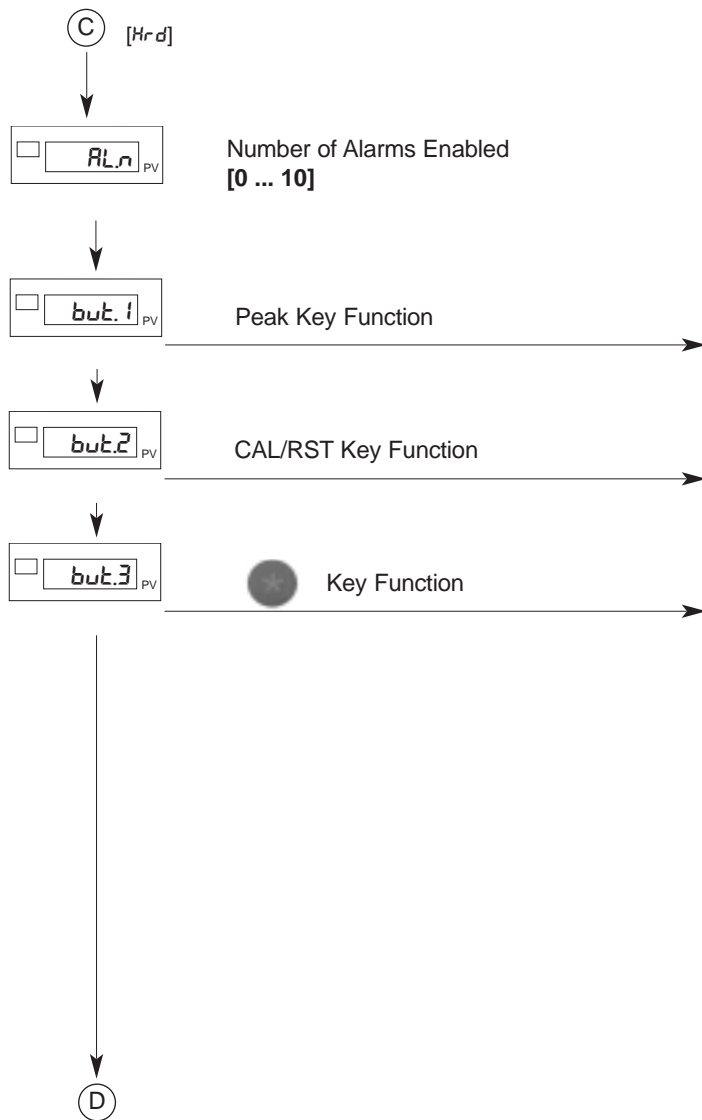 C [Hrd]
AL.n PV
Number of Alarms Enabled
[0 ... 10]
but.1 PV
Peak Key Function
but.2 PV
CAL/RST Key Function
but.3 PV
* Key Function
D